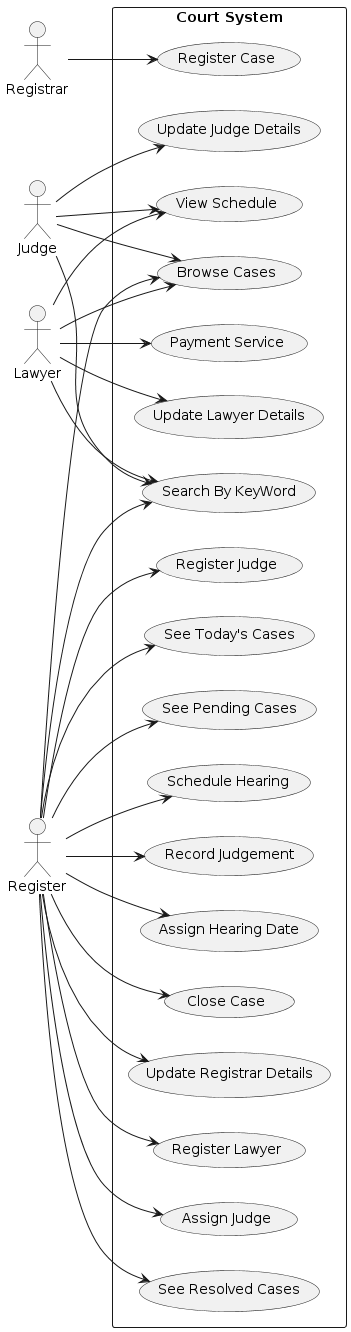 Court System
Registrar
Register Case
Update Judge Details
View Schedule
Judge
Browse Cases
Payment Service
Lawyer
Update Lawyer Details
Search By KeyWord
Register Judge
See Today's Cases
See Pending Cases
Schedule Hearing
Record Judgement
Register
Assign Hearing Date
Close Case
Update Registrar Details
Register Lawyer
Assign Judge
See Resolved Cases